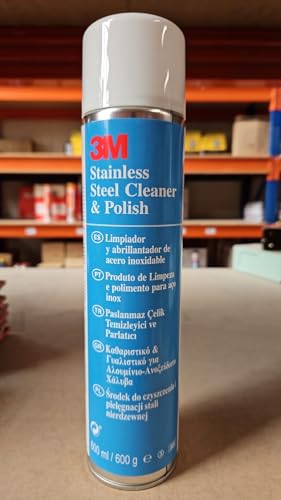 3M
Stainless
Steel Cleaner
& Polish
ES Limpiador
y abrillantador de
acero inoxidable
PT Produto de Limpeza
e polimento para aço
inox
TR Paslanmaz Çelik
Temizleyici ve
Parlatıcı
GR Καθαριστικό &
Γυαλιστικό για
Αλουμίνιο-Ανοξείδωτο
Χάλυβα
PL Środek do czyszczenia i
pielęgnacji stali
nierdzewnej
600 ml / 600 g e